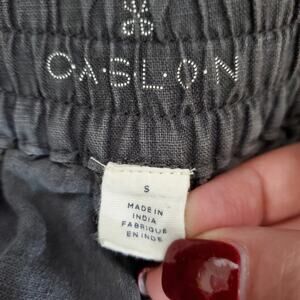 C·A·S·L·O·N
S
MADE IN
INDIA
FABRIQUÉ
EN INDE